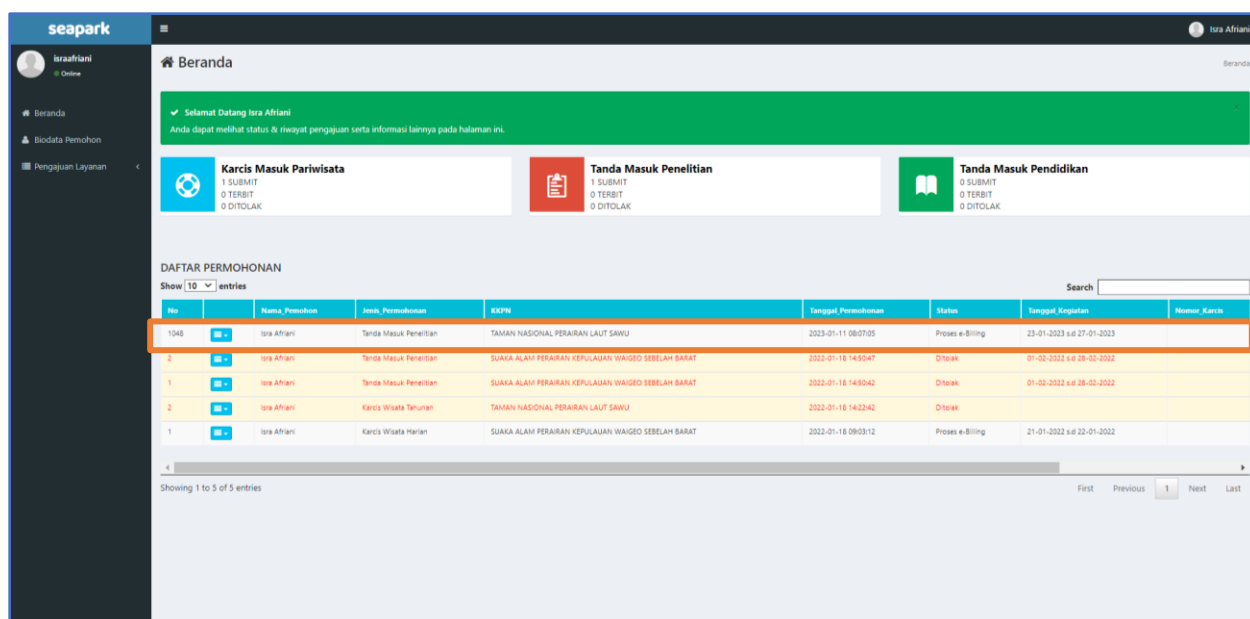 seapark
Isra Afriani
israafriani
Online
Beranda
Beranda
Beranda
Biodata Pemohon
Pengajuan Layanan
Selamat Datang Isra Afriani
Anda dapat melihat status & riwayat pengajuan serta informasi lainnya pada halaman ini.
Karcis Masuk Pariwisata
1 SUBMIT
0 TERBIT
0 DITOLAK
Tanda Masuk Penelitian
1 SUBMIT
0 TERBIT
0 DITOLAK
Tanda Masuk Pendidikan
0 SUBMIT
0 TERBIT
0 DITOLAK
DAFTAR PERMOHONAN
Show 10 entries Search
No Nama_Pemohon Jenis_Permohonan KKPN Tanggal_Permohonan Status Tanggal_Kegiatan Nomor_Karcis
1048 Isra Afriani Tanda Masuk Penelitian TAMAN NASIONAL PERAIRAN LAUT SAWU 2023-01-11 08:07:05 Proses e-Billing 23-01-2023 s.d 27-01-2023
2 Isra Afriani Tanda Masuk Penelitian SUAKA ALAM PERAIRAN KEPULAUAN WAIGEO SEBELAH BARAT 2022-01-18 14:50:47 Ditolak 01-02-2022 s.d 28-02-2022
1 Isra Afriani Tanda Masuk Penelitian SUAKA ALAM PERAIRAN KEPULAUAN WAIGEO SEBELAH BARAT 2022-01-18 14:50:42 Ditolak 01-02-2022 s.d 28-02-2022
2 Isra Afriani Karcis Wisata Tahunan TAMAN NASIONAL PERAIRAN LAUT SAWU 2022-01-18 14:22:42 Ditolak
1 Isra Afriani Karcis Wisata Harian SUAKA ALAM PERAIRAN KEPULAUAN WAIGEO SEBELAH BARAT 2022-01-18 09:03:12 Proses e-Billing 21-01-2022 s.d 22-01-2022
Showing 1 to 5 of 5 entries
First Previous 1 Next Last